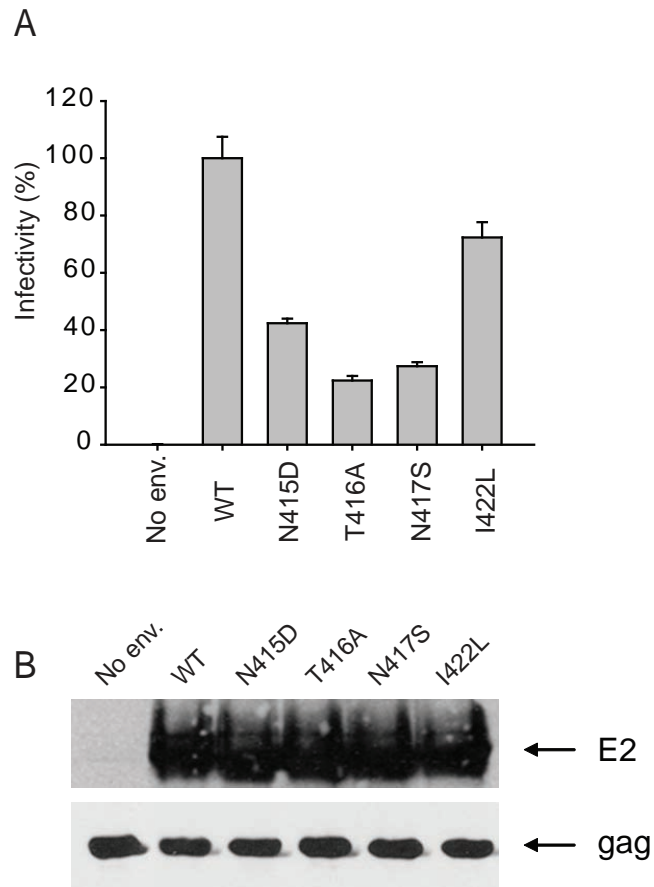 A
Infectivity (%)
120
100
80
60
40
20
0
No env.
WT
N415D
T416A
N417S
I422L
B
No env.
WT
N415D
T416A
N417S
I422L
E2
gag